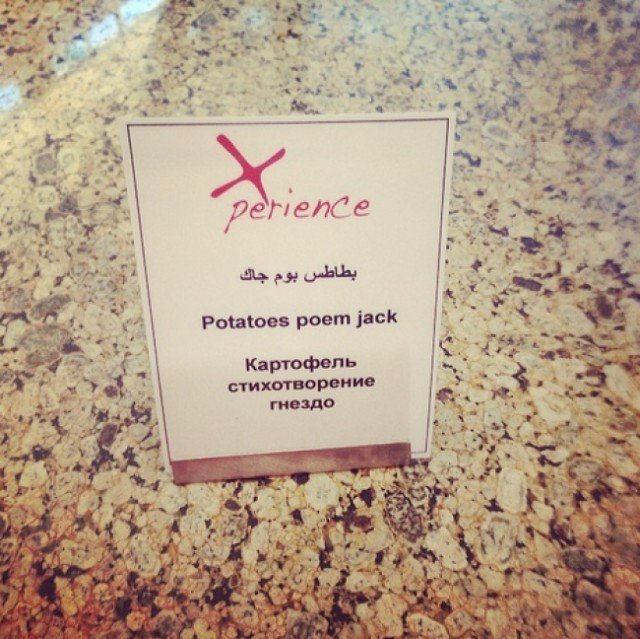 Xperience
بطاطس بوم جاك
Potatoes poem jack
Картофель
стихотворение
гнездо